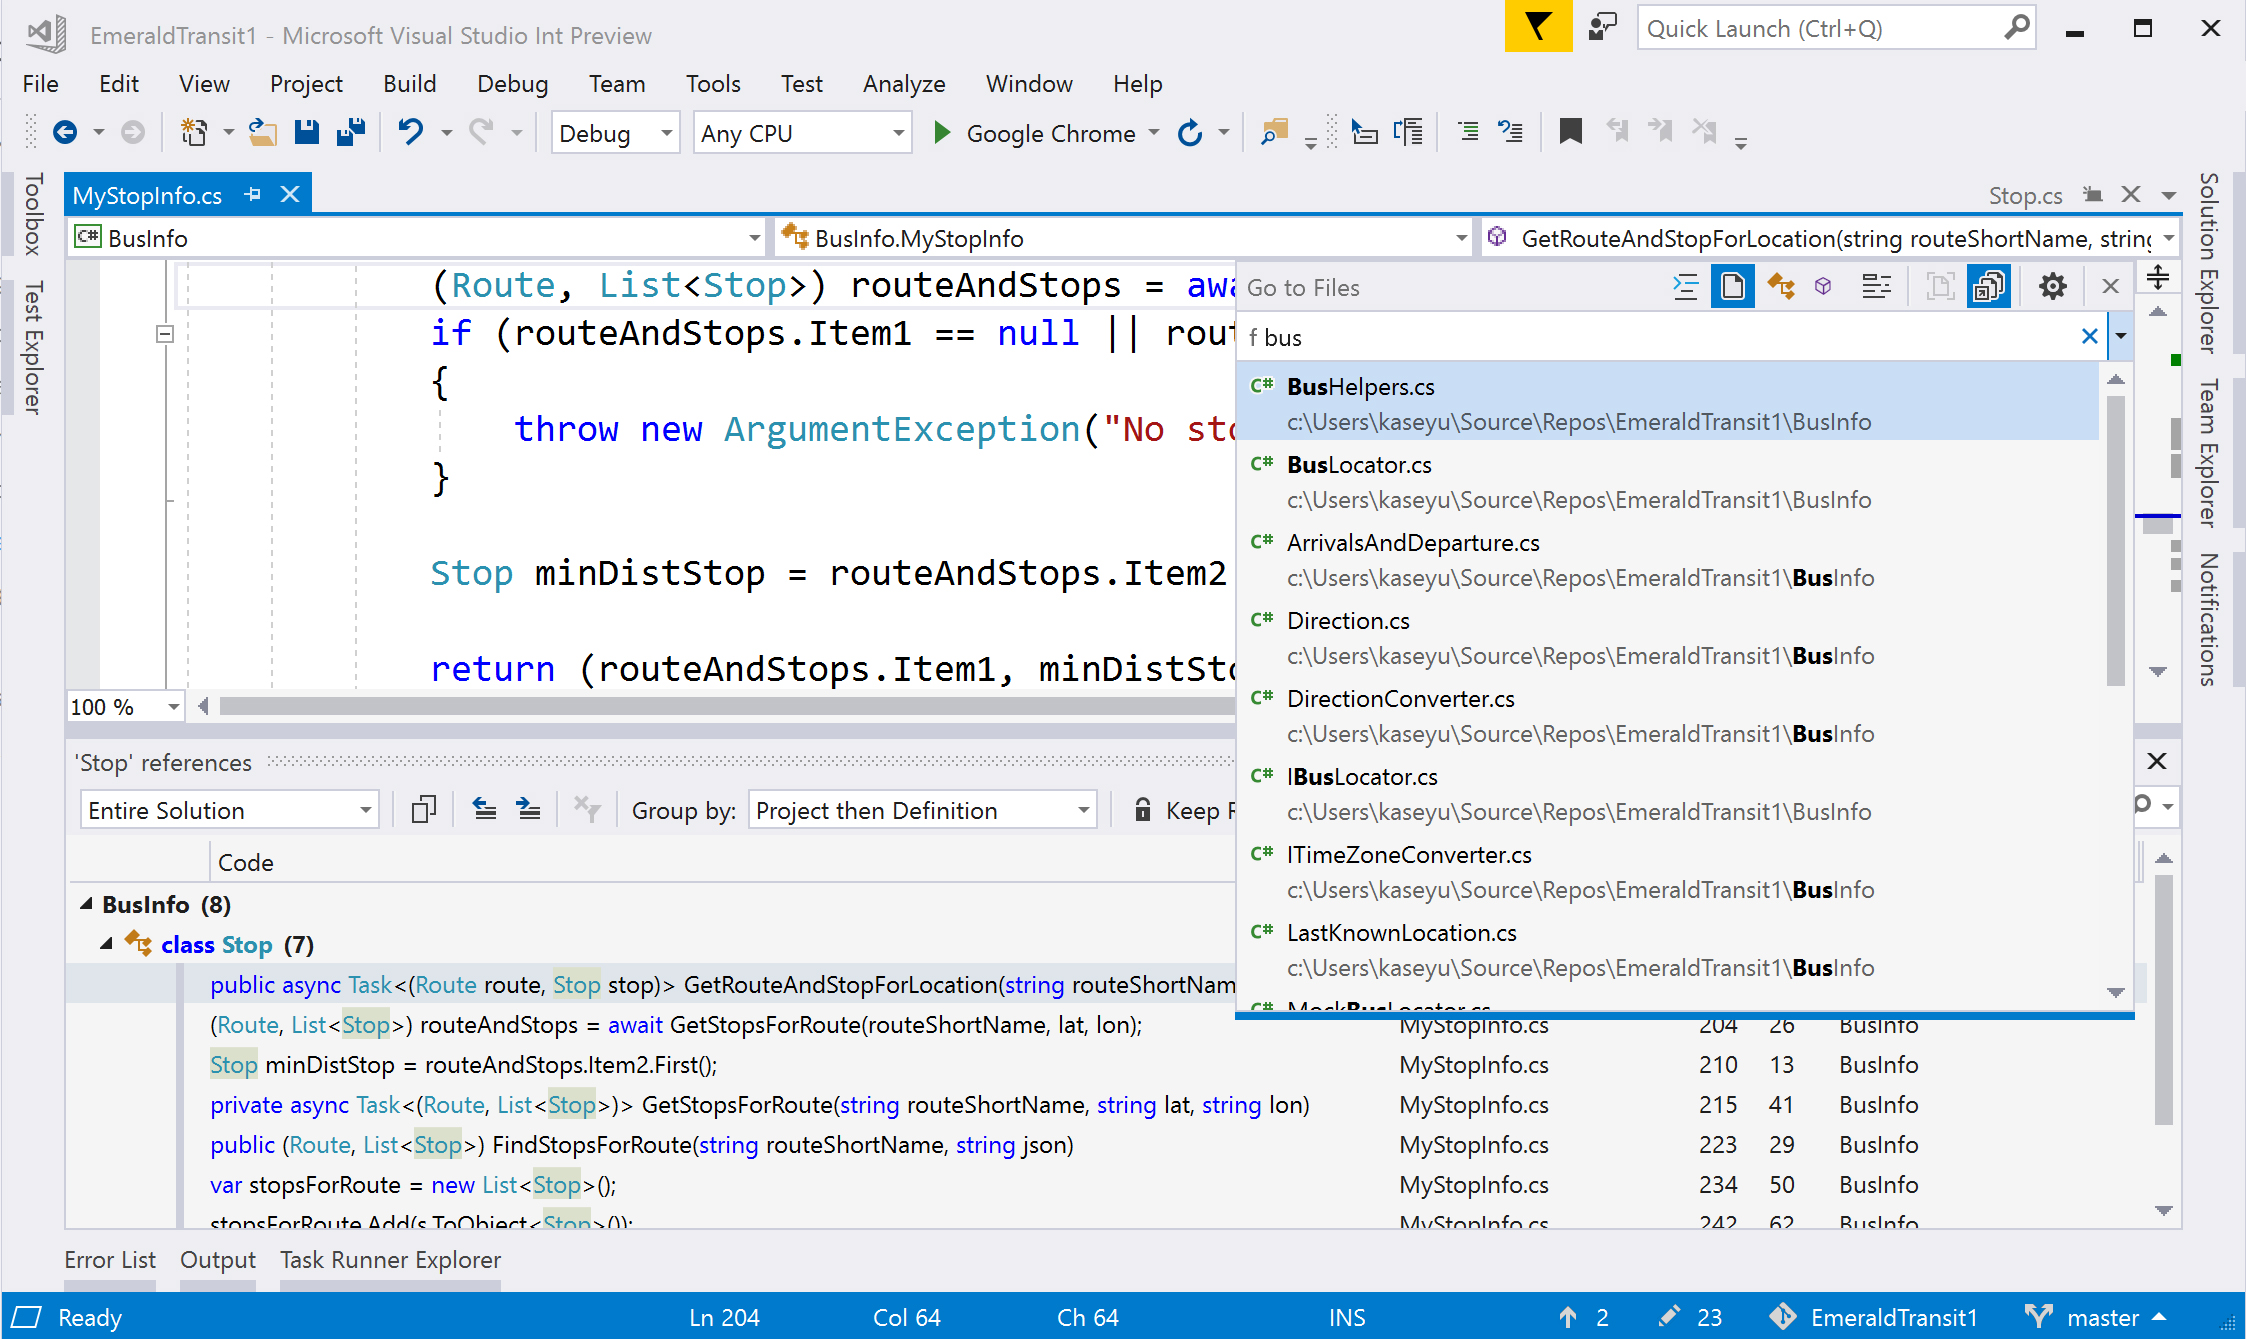 EmeraldTransit1 - Microsoft Visual Studio Int Preview
Quick Launch (Ctrl+Q)
File Edit View Project Build Debug Team Tools Test Analyze Window Help
Debug Any CPU Google Chrome
Toolbox
Test Explorer
MyStopInfo.cs
Stop.cs
C# BusInfo
BusInfo.MyStopInfo
GetRouteAndStopForLocation(string routeShortName, string
(Route, List<Stop>) routeAndStops = awa
if (routeAndStops.Item1 == null || rout
{
throw new ArgumentException("No sto
}
Stop minDistStop = routeAndStops.Item2
return (routeAndStops.Item1, minDistSto
100 %
Go to Files
f bus
C# BusHelpers.cs
c:\Users\kaseyu\Source\Repos\EmeraldTransit1\BusInfo
C# BusLocator.cs
c:\Users\kaseyu\Source\Repos\EmeraldTransit1\BusInfo
C# ArrivalsAndDeparture.cs
c:\Users\kaseyu\Source\Repos\EmeraldTransit1\BusInfo
C# Direction.cs
c:\Users\kaseyu\Source\Repos\EmeraldTransit1\BusInfo
C# DirectionConverter.cs
c:\Users\kaseyu\Source\Repos\EmeraldTransit1\BusInfo
C# IBusLocator.cs
c:\Users\kaseyu\Source\Repos\EmeraldTransit1\BusInfo
C# ITimeZoneConverter.cs
c:\Users\kaseyu\Source\Repos\EmeraldTransit1\BusInfo
C# LastKnownLocation.cs
c:\Users\kaseyu\Source\Repos\EmeraldTransit1\BusInfo
C# MockBusLocator.cs
Solution Explorer
Team Explorer
Notifications
'Stop' references
Entire Solution Group by: Project then Definition Keep R
Code
BusInfo (8)
class Stop (7)
public async Task<(Route route, Stop stop)> GetRouteAndStopForLocation(string routeShortNam
(Route, List<Stop>) routeAndStops = await GetStopsForRoute(routeShortName, lat, lon); MyStopInfo.cs 204 26 BusInfo
Stop minDistStop = routeAndStops.Item2.First(); MyStopInfo.cs 210 13 BusInfo
private async Task<(Route, List<Stop>)> GetStopsForRoute(string routeShortName, string lat, string lon) MyStopInfo.cs 215 41 BusInfo
public (Route, List<Stop>) FindStopsForRoute(string routeShortName, string json) MyStopInfo.cs 223 29 BusInfo
var stopsForRoute = new List<Stop>(); MyStopInfo.cs 234 50 BusInfo
stopsForRoute.Add(s.ToObject<Stop>()); MyStopInfo.cs 242 62 BusInfo
Error List Output Task Runner Explorer
Ready Ln 204 Col 64 Ch 64 INS 2 23 EmeraldTransit1 master